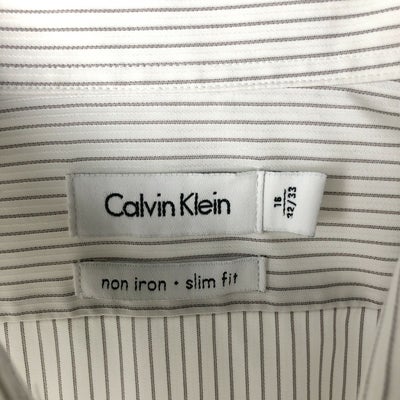 Calvin Klein
16
32/33
non iron • slim fit